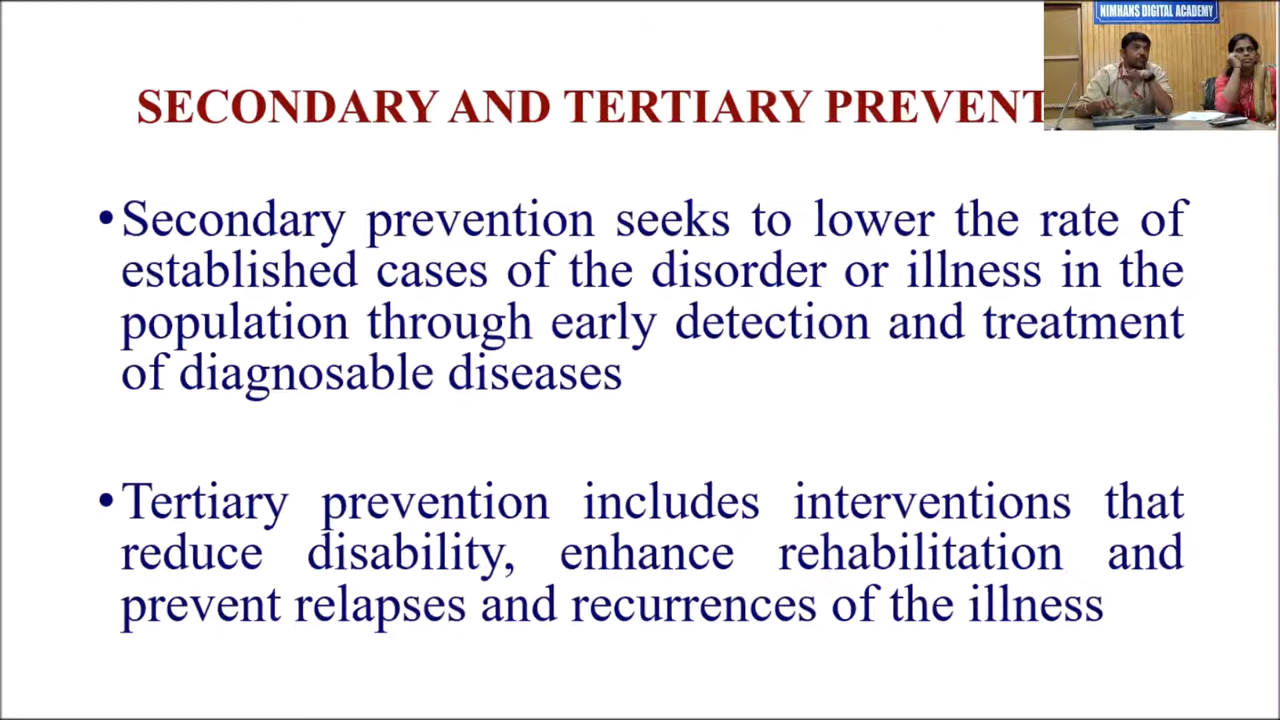 NIMHANS DIGITAL ACADEMY
SECONDARY AND TERTIARY PREVENT
•Secondary prevention seeks to lower the rate of
established cases of the disorder or illness in the
population through early detection and treatment
of diagnosable diseases
•Tertiary prevention includes interventions that
reduce disability, enhance rehabilitation and
prevent relapses and recurrences of the illness